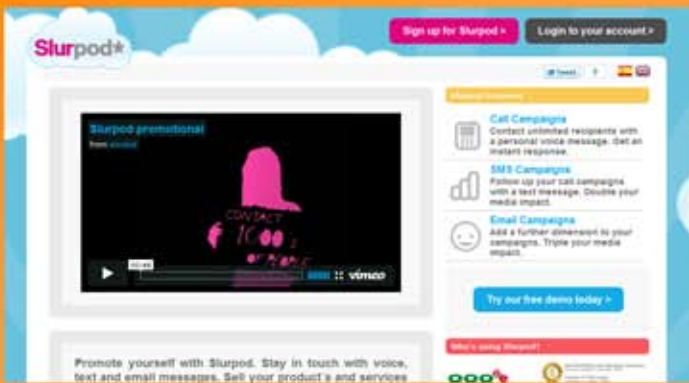 Sign up for Slurpod >
Login to your account >
Slurpod*
Tweet
Slurpod promotional
from slurpod
CONTACT
1000s
OF PEOPLE
vimeo
Call Campaigns
Contact unlimited recipients with
a personal voice message. Get an
instant response.
SMS Campaigns
Follow up your call campaigns
with a text message. Double your
media impact.
Email Campaigns
Add a further dimension to your
campaigns. Triple your media
impact.
Try our free demo today >
Who's using Slurpod?
Promote yourself with Slurpod. Stay in touch with voice,
text and email messages. Sell your product's and services